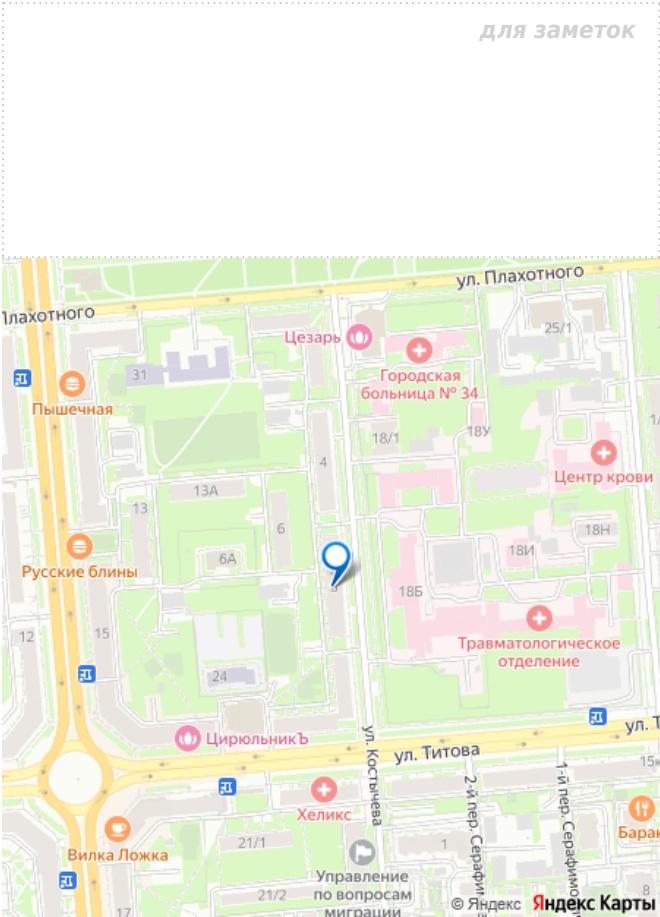 для заметок
ул. Плахотного
Плахотного
25/1
Цезарь
Городская
больница № 34
31
Пышечная
18/1
18У
4
Центр крови
13А
13
6
18Н
18И
6А
Русские блины
18Б
12
15
Травматологическое
отделение
24
ул. Т
ЦирюльникЪ
ул. Титова
ул. Костычева
15к
2-й пер. Серафим
1-й пер. Серафимо
Хеликс
Вилка Ложка
21/1
1
Барак
Управление
по вопросам
миграции
21/2
8
17
© Яндекс Яндекс Карты